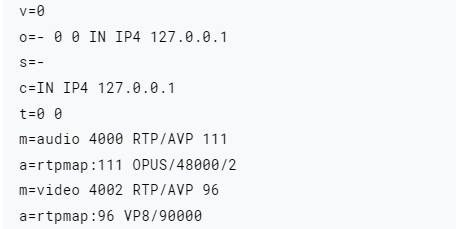 v=0
o=- 0 0 IN IP4 127.0.0.1
s=-
c=IN IP4 127.0.0.1
t=0 0
m=audio 4000 RTP/AVP 111
a=rtpmap:111 OPUS/48000/2
m=video 4002 RTP/AVP 96
a=rtpmap:96 VP8/90000